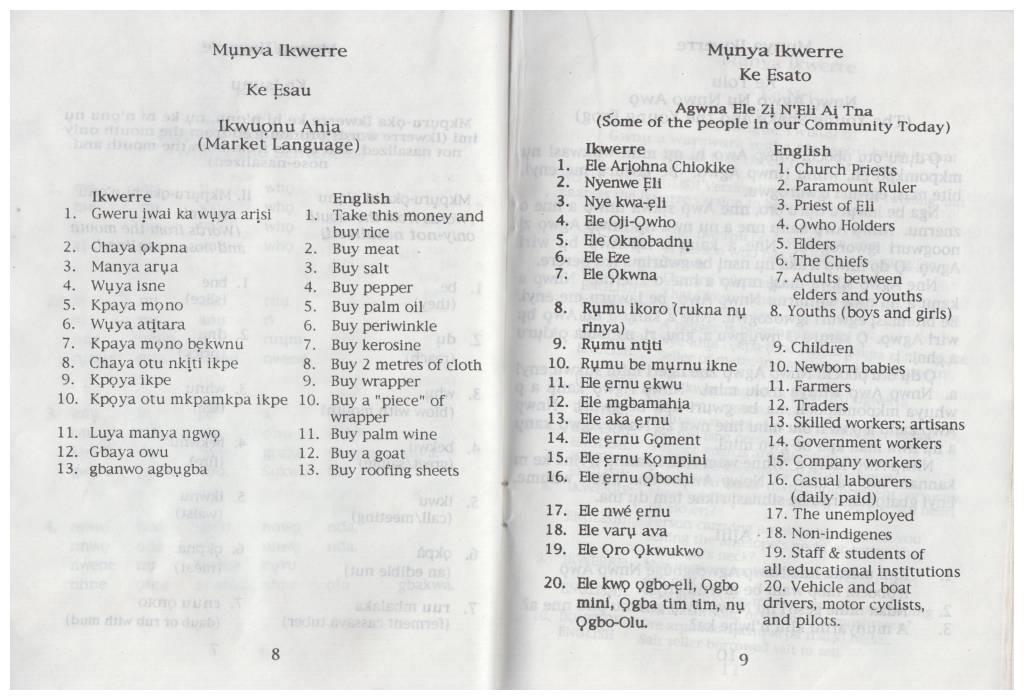 Mụnya Ikwerre
Ke Ẹsau
Ikwuọnu Ahịa
(Market Language)
Ikwerre English
1. Gweru ịwai ka wụya arịsi 1. Take this money and
buy rice
2. Chaya ọkpna 2. Buy meat
3. Manya arụa 3. Buy salt
4. Wụya isne 4. Buy pepper
5. Kpaya mọno 5. Buy palm oil
6. Wụya atịtara 6. Buy periwinkle
7. Kpaya mọno bẹkwnu 7. Buy kerosine
8. Chaya otu nkịti ikpe 8. Buy 2 metres of cloth
9. Kpọya ikpe 9. Buy wrapper
10. Kpọya otu mkpamkpa ikpe 10. Buy a "piece" of
wrapper
11. Luya manya ngwọ 11. Buy palm wine
12. Gbaya owu 12. Buy a goat
13. gbanwo agbụgba 13. Buy roofing sheets
8
Mụnya Ikwerre
Ke Ẹsato
Agwna Ele Zị N'Ẹlị Aị Tna
(Some of the people in our Community Today)
Ikwerre English
1. Ele Arịohna Chiokike 1. Church Priests
2. Nyenwe Ẹli 2. Paramount Ruler
3. Nye kwa-ẹli 3. Priest of Ẹli
4. Ele Ojị-Ọwho 4. Ọwho Holders
5. Ele Oknobadnụ 5. Elders
6. Ele Eze 6. The Chiefs
7. Ele Ọkwna 7. Adults between
elders and youths
8. Rụmu ikoro (rukna nụ 8. Youths (boys and girls)
rinya)
9. Rụmu ntịtị 9. Children
10. Rumu be mụrnu ikne 10. Newborn babies
11. Ele ẹrnu ẹkwu 11. Farmers
12. Ele mgbamahịa 12. Traders
13. Ele aka ẹrnu 13. Skilled workers; artisans
14. Ele ẹrnu Gọment 14. Government workers
15. Ele ẹrnu Kọmpini 15. Company workers
16. Ele ẹrnu Ọbochi 16. Casual labourers
(daily paid)
17. Ele nwé ẹrnu 17. The unemployed
18. Ele varụ ava 18. Non-indigenes
19. Ele Ọro Ọkwukwo 19. Staff & students of
all educational institutions
20. Ele kwọ ogbo-ẹli, Ọgbo 20. Vehicle and boat
mini, Ọgba tim tim, nụ drivers, motor cyclists,
Ọgbo-Olu. and pilots.
9